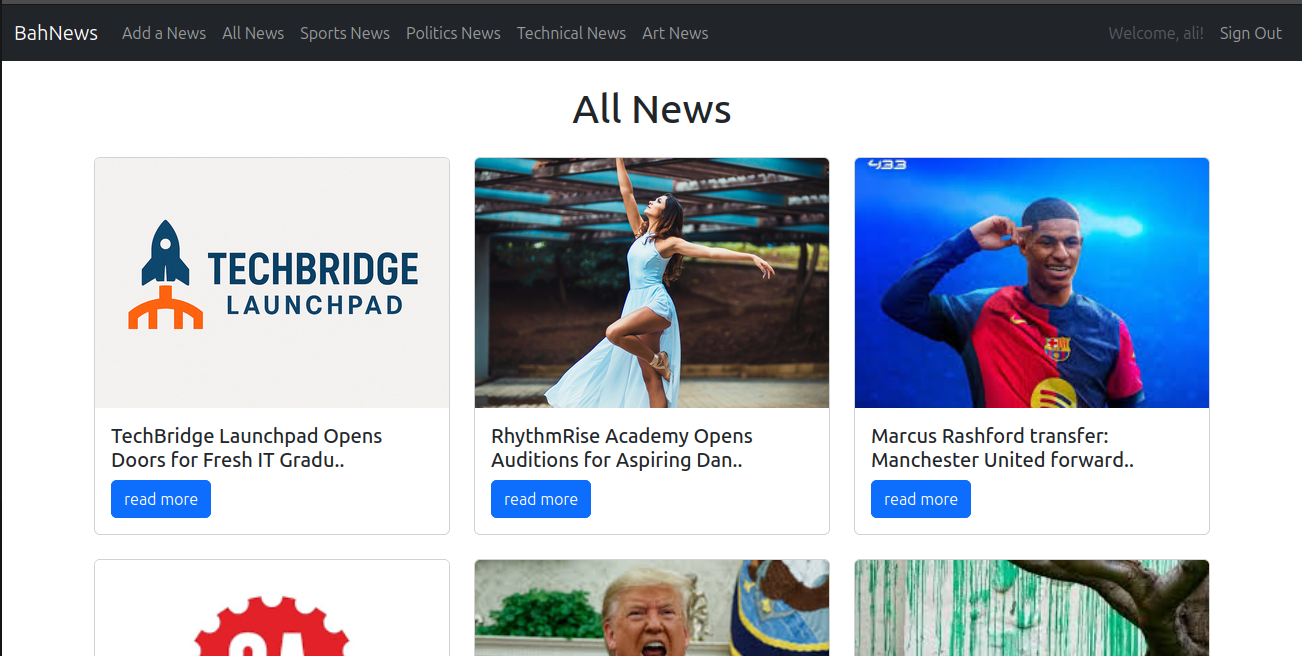 BahNews Add a News All News Sports News Politics News Technical News Art News Welcome, ali! Sign Out
All News
TECHBRIDGE
LAUNCHPAD
433
TechBridge Launchpad Opens
Doors for Fresh IT Gradu..
read more
RhythmRise Academy Opens
Auditions for Aspiring Dan..
read more
Marcus Rashford transfer:
Manchester United forward..
read more